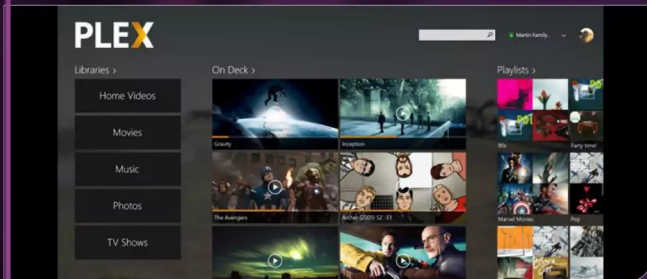 PLEX
Martin Family...
Libraries >
On Deck >
Playlists >
Home Videos
Movies
Music
Photos
TV Shows
Gravity
Inception
The Avengers
Archer (2009) S2 · E1
90s
Party time!
Marvel Movies
Pop